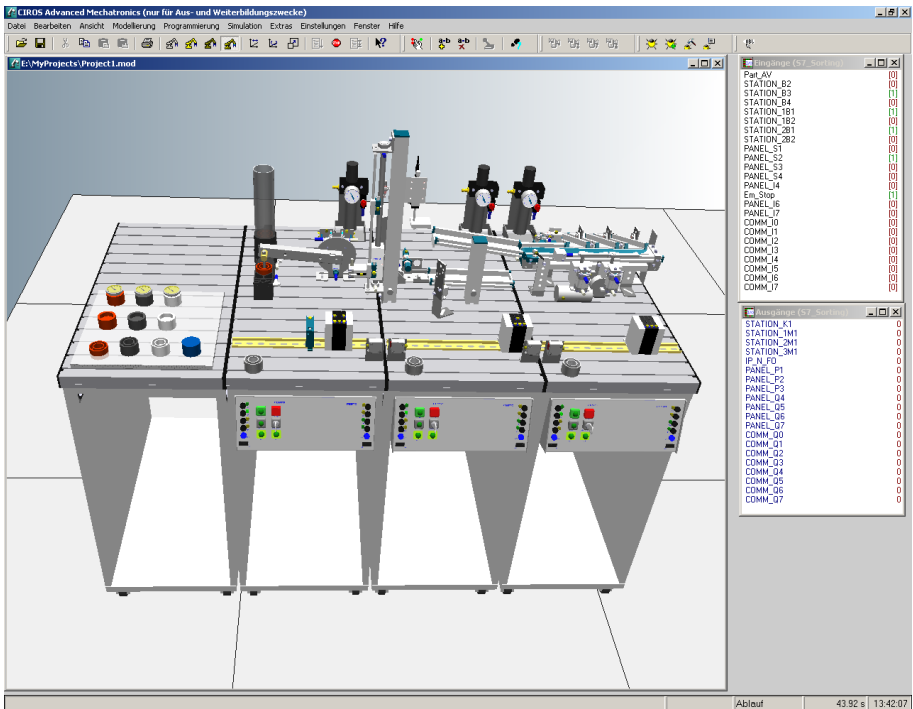 CIROS Advanced Mechatronics (nur für Aus- und Weiterbildungszwecke)
Datei Bearbeiten Ansicht Modellierung Programmierung Simulation Extras Einstellungen Fenster Hilfe
E:\MyProjects\Project1.mod
Eingänge (S7_Sorting)
Part_AV [0]
STATION_B2 [0]
STATION_B3 [1]
STATION_B4 [0]
STATION_1B1 [1]
STATION_1B2 [0]
STATION_2B1 [1]
STATION_2B2 [0]
PANEL_S1 [0]
PANEL_S2 [1]
PANEL_S3 [0]
PANEL_S4 [0]
PANEL_I4 [0]
Em_Stop [1]
PANEL_I6 [0]
PANEL_I7 [0]
COMM_I0 [0]
COMM_I1 [0]
COMM_I2 [0]
COMM_I3 [0]
COMM_I4 [0]
COMM_I5 [0]
COMM_I6 [0]
COMM_I7 [0]
Ausgänge (S7_Sorting)
STATION_K1 0
STATION_1M1 0
STATION_2M1 0
STATION_3M1 0
IP_N_FO 0
PANEL_P1 0
PANEL_P2 0
PANEL_P3 0
PANEL_Q4 0
PANEL_Q5 0
PANEL_Q6 0
PANEL_Q7 0
COMM_Q0 0
COMM_Q1 0
COMM_Q2 0
COMM_Q3 0
COMM_Q4 0
COMM_Q5 0
COMM_Q6 0
COMM_Q7 0
Ablauf 43.92 s 13:42:07